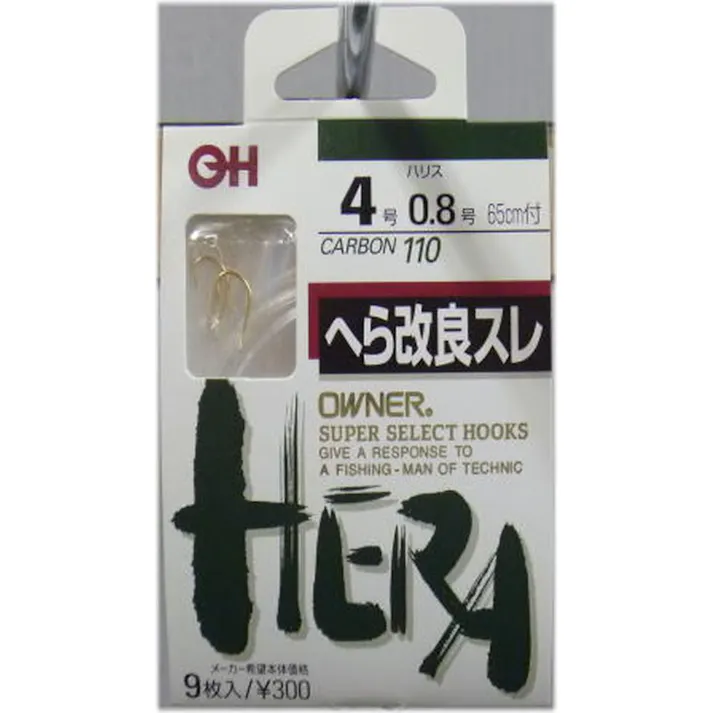 OH
ハリス
4号 0.8号 65cm付
CARBON 110
へら改良スレ
OWNER®
SUPER SELECT HOOKS
GIVE A RESPONSE TO
A FISHING-MAN OF TECHNIC
HERA
メーカー希望本体価格
9枚入/¥300